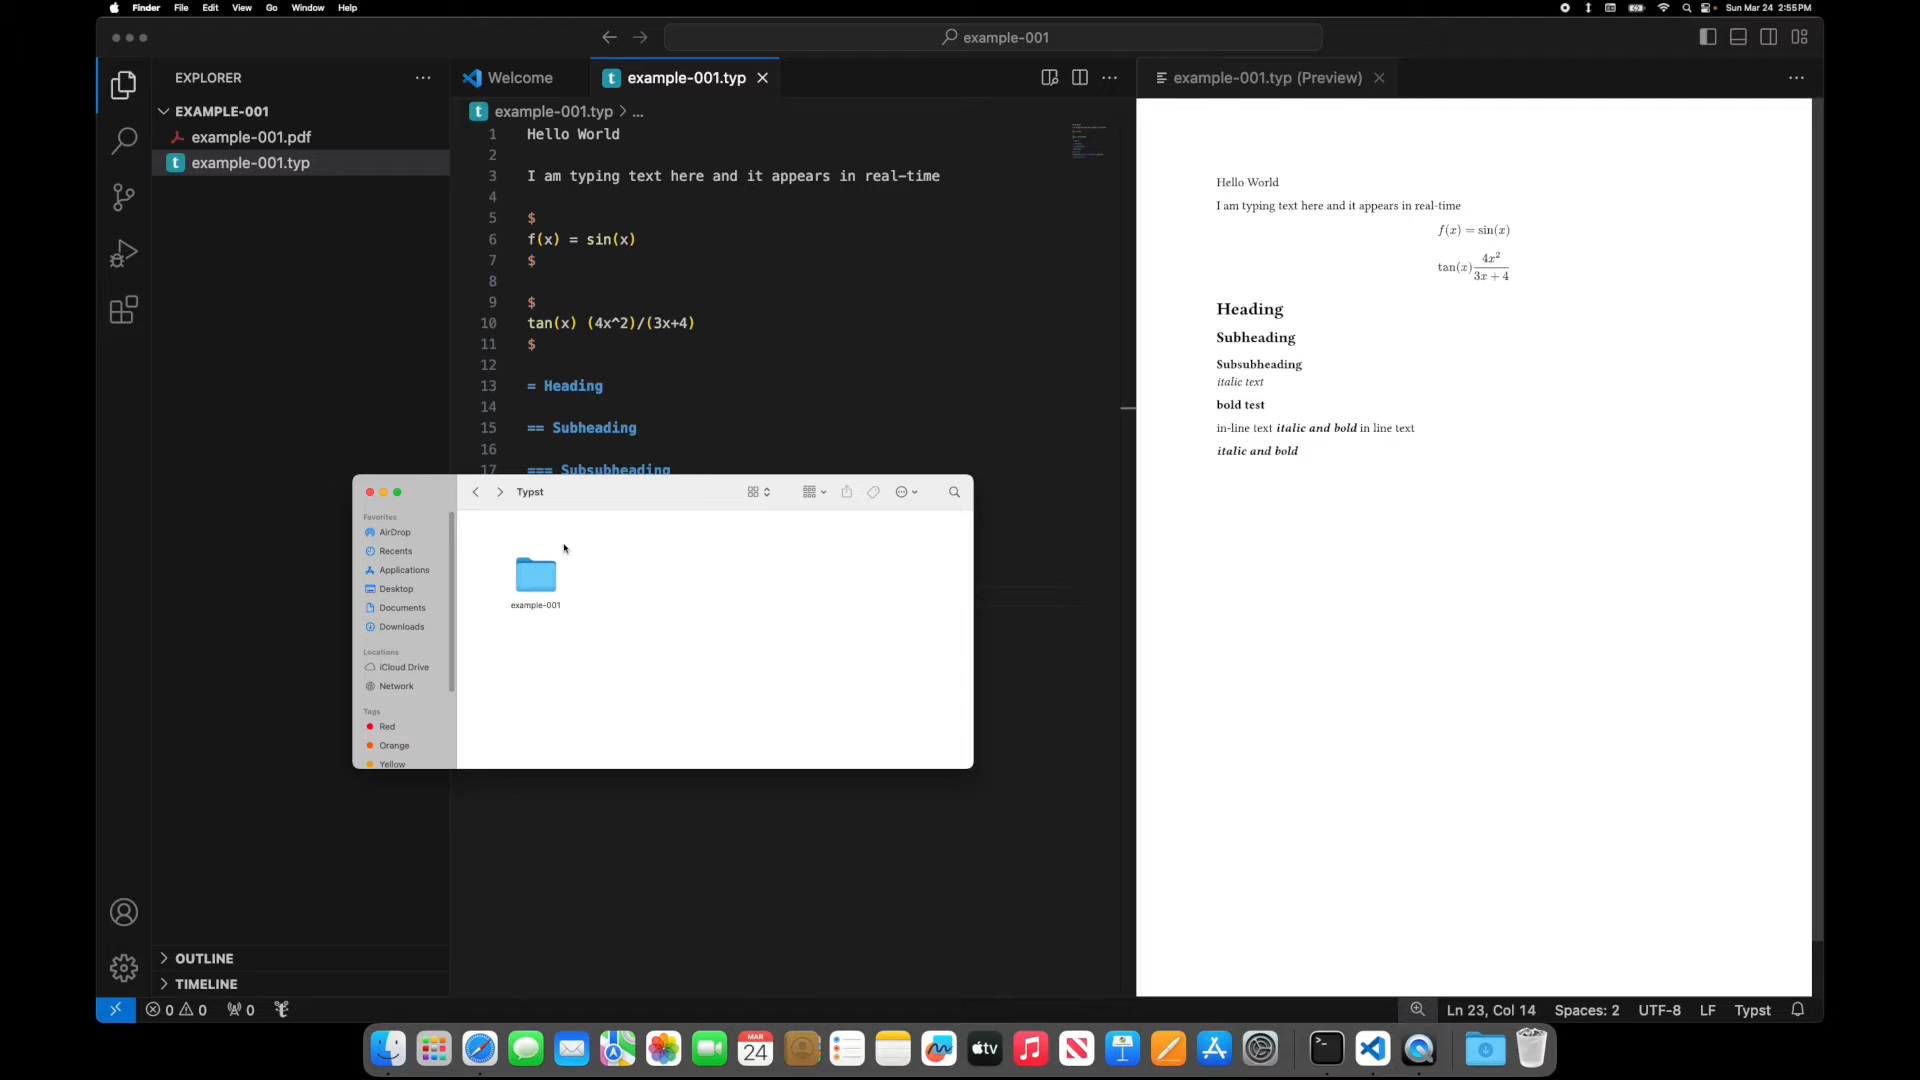 Finder File Edit View Go Window Help
Sun Mar 24 2:55PM
example-001
EXPLORER
EXAMPLE-001
example-001.pdf
t example-001.typ
Welcome
t example-001.typ
t example-001.typ > ...
1 Hello World
2
3 I am typing text here and it appears in real-time
4
5 $
6 f(x) = sin(x)
7 $
8
9 $
10 tan(x) (4x^2)/(3x+4)
11 $
12
13 = Heading
14
15 == Subheading
16
17 === Subsubheading
example-001.typ (Preview)
Hello World
I am typing text here and it appears in real-time
f(x) = sin(x)
tan(x) 4x²/3x + 4
Heading
Subheading
Subsubheading
italic text
bold test
in-line text italic and bold in line text
italic and bold
Typst
Favorites
AirDrop
Recents
Applications
Desktop
Documents
Downloads
Locations
iCloud Drive
Network
Tags
Red
Orange
Yellow
example-001
OUTLINE
TIMELINE
0 0 0
Ln 23, Col 14 Spaces: 2 UTF-8 LF Typst
MAR
24
tv